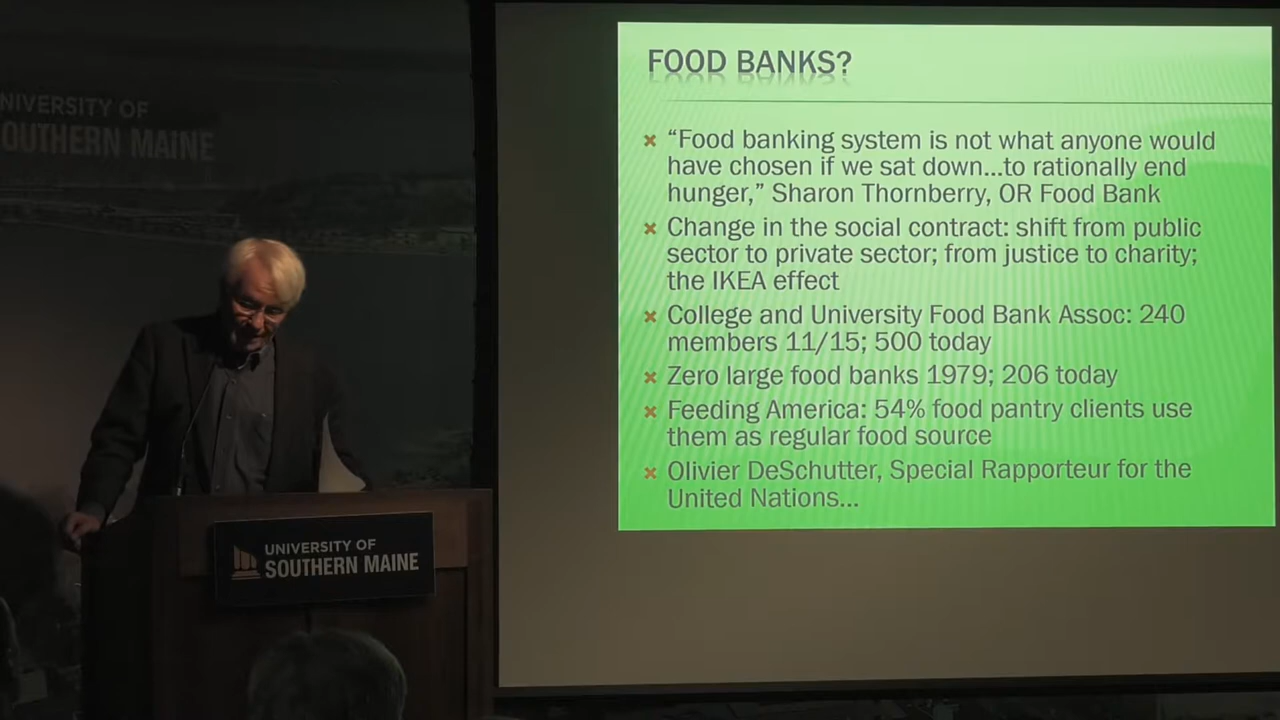 NIVERSITY OF
OUTHERN MAINE
FOOD BANKS?
“Food banking system is not what anyone would
have chosen if we sat down...to rationally end
hunger,” Sharon Thornberry, OR Food Bank
Change in the social contract: shift from public
sector to private sector; from justice to charity;
the IKEA effect
College and University Food Bank Assoc: 240
members 11/15; 500 today
Zero large food banks 1979; 206 today
Feeding America: 54% food pantry clients use
them as regular food source
Olivier DeSchutter, Special Rapporteur for the
United Nations...
UNIVERSITY OF
SOUTHERN MAINE